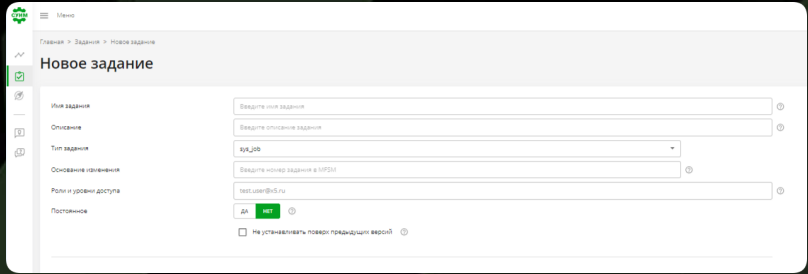 СУИМ
Меню
Главная > Задания > Новое задание
Новое задание
Имя задания
Введите имя задания
Описание
Введите описание задания
Тип задания
sys_job
Основание изменения
Введите номер задания в МРIМ
Роли и уровни доступа
test.user@x5.ru
Постоянное
ДА НЕТ
Не устанавливать поверх предыдущих версий